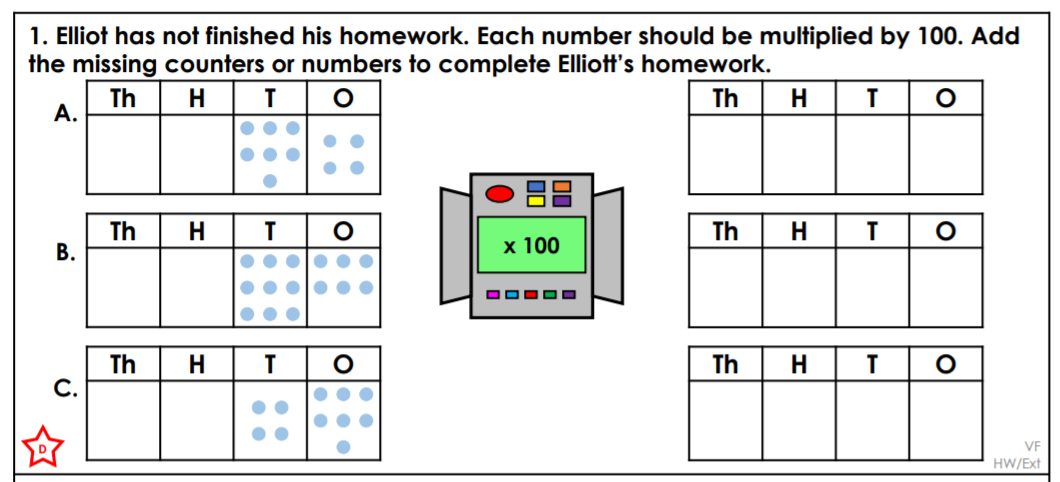 1. Elliot has not finished his homework. Each number should be multiplied by 100. Add
the missing counters or numbers to complete Elliott’s homework.
A.
Th H T O
Th H T O
x 100
B.
Th H T O
Th H T O
C.
Th H T O
Th H T O
D
VF
HW/Ext